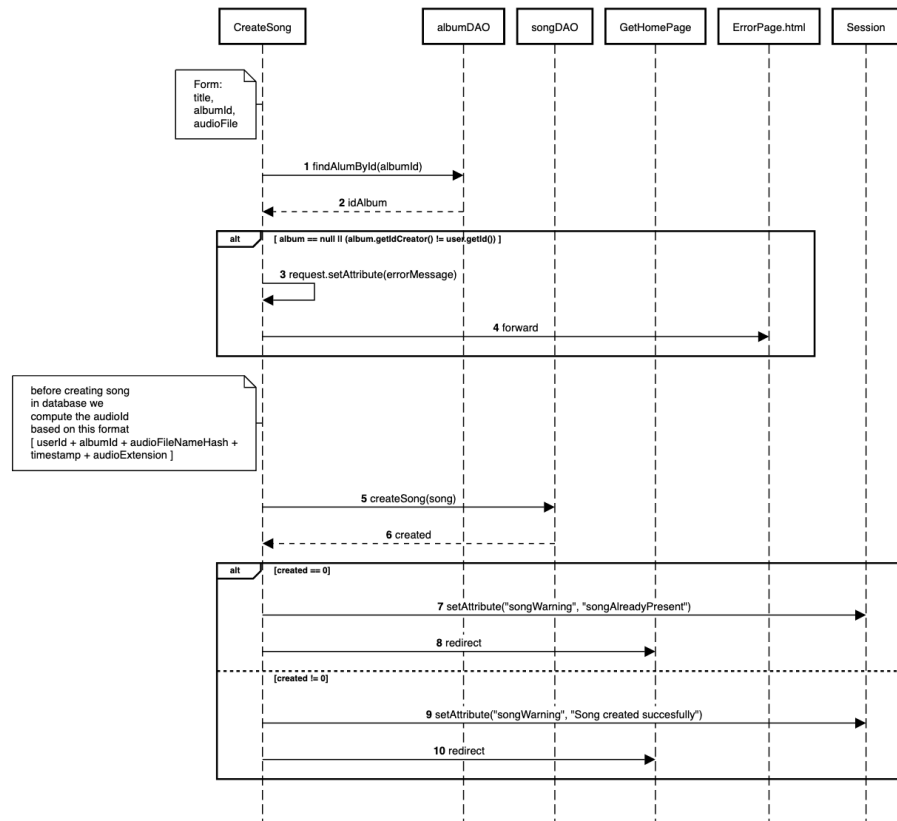 CreateSong albumDAO songDAO GetHomePage ErrorPage.html Session
Form:
title,
albumId,
audioFile
1 findAlumById(albumId)
2 idAlbum
alt [ album == null II (album.getIdCreator() != user.getId()) ]
3 request.setAttribute(errorMessage)
4 forward
before creating song
in database we
compute the audioId
based on this format
[ userId + albumId + audioFileNameHash +
timestamp + audioExtension ]
5 createSong(song)
6 created
alt [created == 0]
7 setAttribute("songWarning", "songAlreadyPresent")
8 redirect
[created != 0]
9 setAttribute("songWarning", "Song created succesfully")
10 redirect